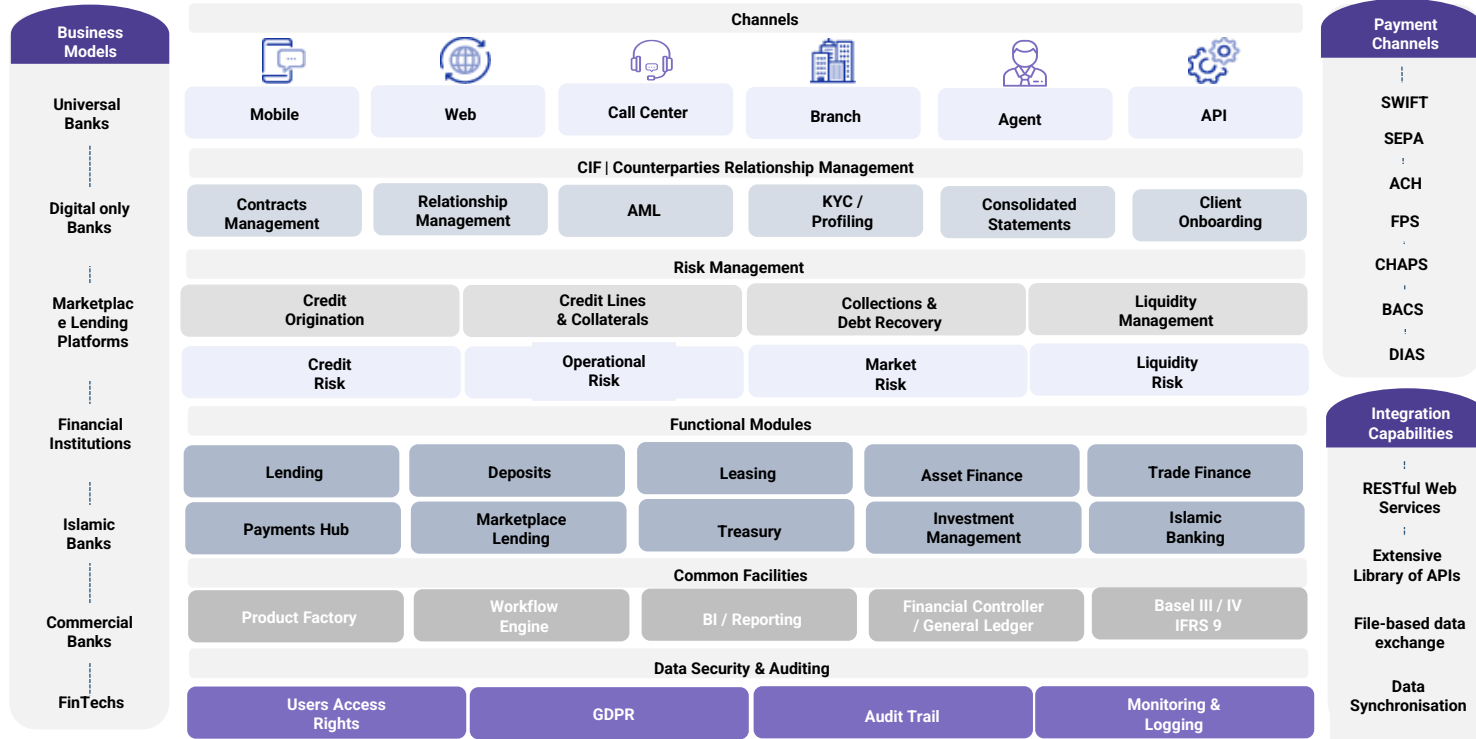 Business
Models
Universal
Banks
Digital only
Banks
Marketplac
e Lending
Platforms
Financial
Institutions
Islamic
Banks
Commercial
Banks
FinTechs
Channels
Mobile
Web
Call Center
Branch
Agent
API
CIF | Counterparties Relationship Management
Contracts
Management
Relationship
Management
AML
KYC /
Profiling
Consolidated
Statements
Client
Onboarding
Risk Management
Credit
Origination
Credit Lines
& Collaterals
Collections &
Debt Recovery
Liquidity
Management
Credit
Risk
Operational
Risk
Market
Risk
Liquidity
Risk
Functional Modules
Lending
Deposits
Leasing
Asset Finance
Trade Finance
Payments Hub
Marketplace
Lending
Treasury
Investment
Management
Islamic
Banking
Common Facilities
Product Factory
Workflow
Engine
BI / Reporting
Financial Controller
/ General Ledger
Basel III / IV
IFRS 9
Data Security & Auditing
Users Access
Rights
GDPR
Audit Trail
Monitoring &
Logging
Payment
Channels
SWIFT
SEPA
ACH
FPS
CHAPS
BACS
DIAS
Integration
Capabilities
RESTful Web
Services
Extensive
Library of APIs
File-based data
exchange
Data
Synchronisation